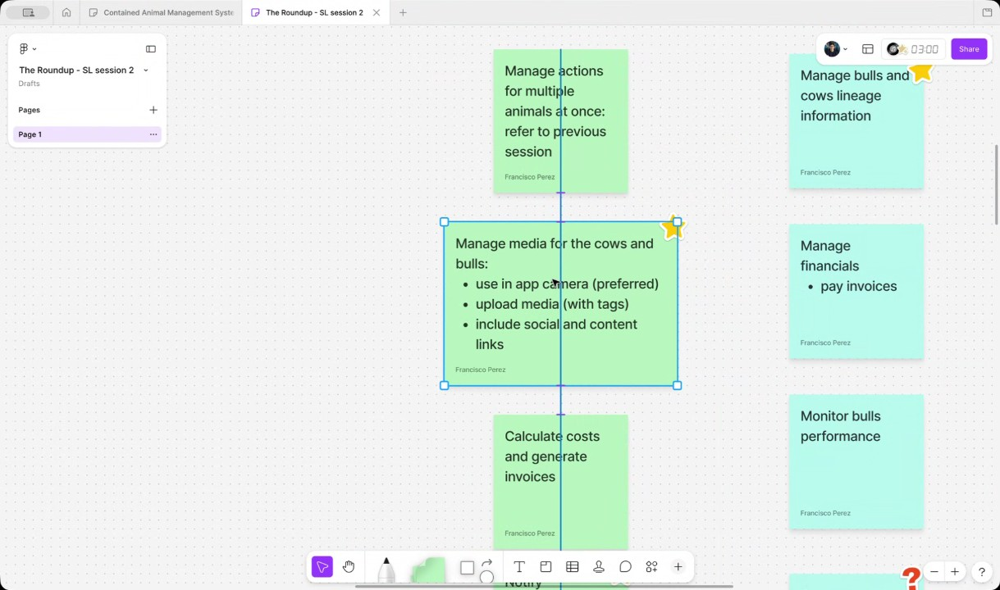 Contained Animal Management Syste
The Roundup - SL session 2
The Roundup - SL session 2
Drafts
Pages
Page 1
03:00
Share
Manage actions
for multiple
animals at once:
refer to previous
session
Francisco Perez
Manage media for the cows and
bulls:
• use in app camera (preferred)
• upload media (with tags)
• include social and content
links
Francisco Perez
Calculate costs
and generate
invoices
Francisco Perez
Notify
Manage bulls and
cows lineage
information
Francisco Perez
Manage
financials
• pay invoices
Francisco Perez
Monitor bulls
performance
Francisco Perez
?
?